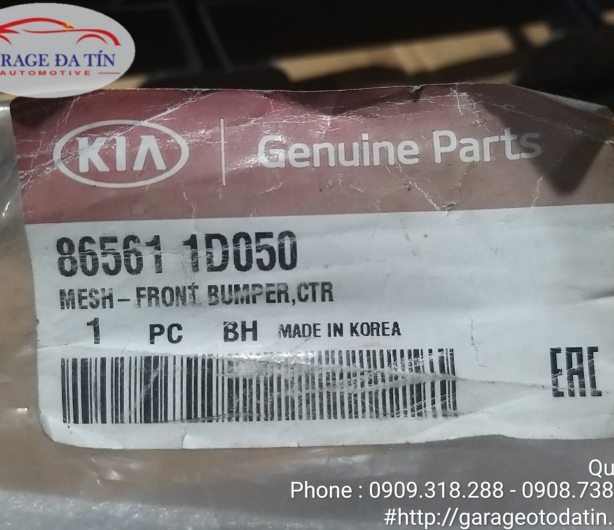 GARAGE ĐA TÍN
AUTOMOTIVE
KIA
Genuine Parts
86561 1D050
MESH-FRONT BUMPER,CTR
1 PC BH MADE IN KOREA
EAC
Phone : 0909.318.288 - 0908.738
#http://garageotodatin.